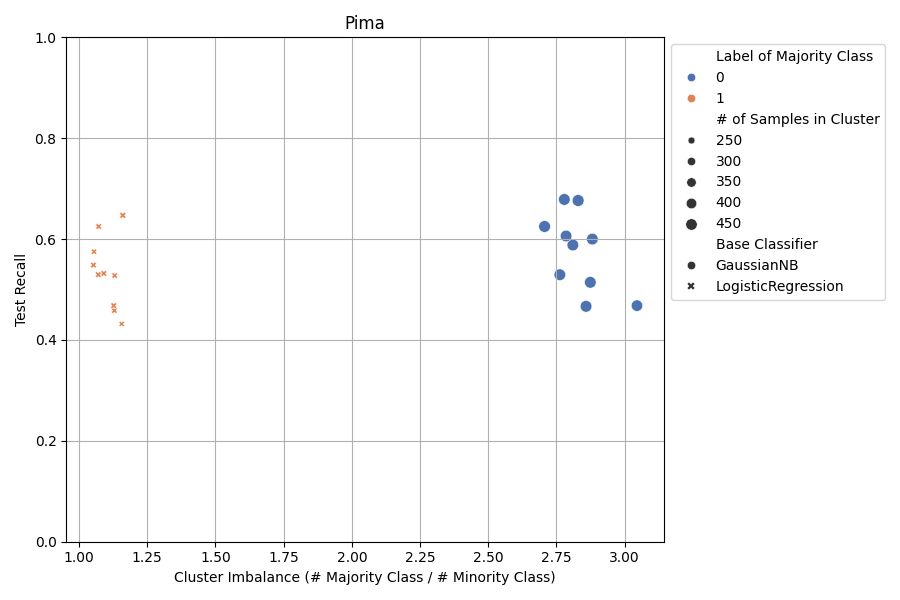 Pima
1.0
0.8
0.6
0.4
0.2
0.0
Test Recall
1.00 1.25 1.50 1.75 2.00 2.25 2.50 2.75 3.00
Cluster Imbalance (# Majority Class / # Minority Class)
Label of Majority Class
0
1
# of Samples in Cluster
250
300
350
400
450
Base Classifier
GaussianNB
LogisticRegression